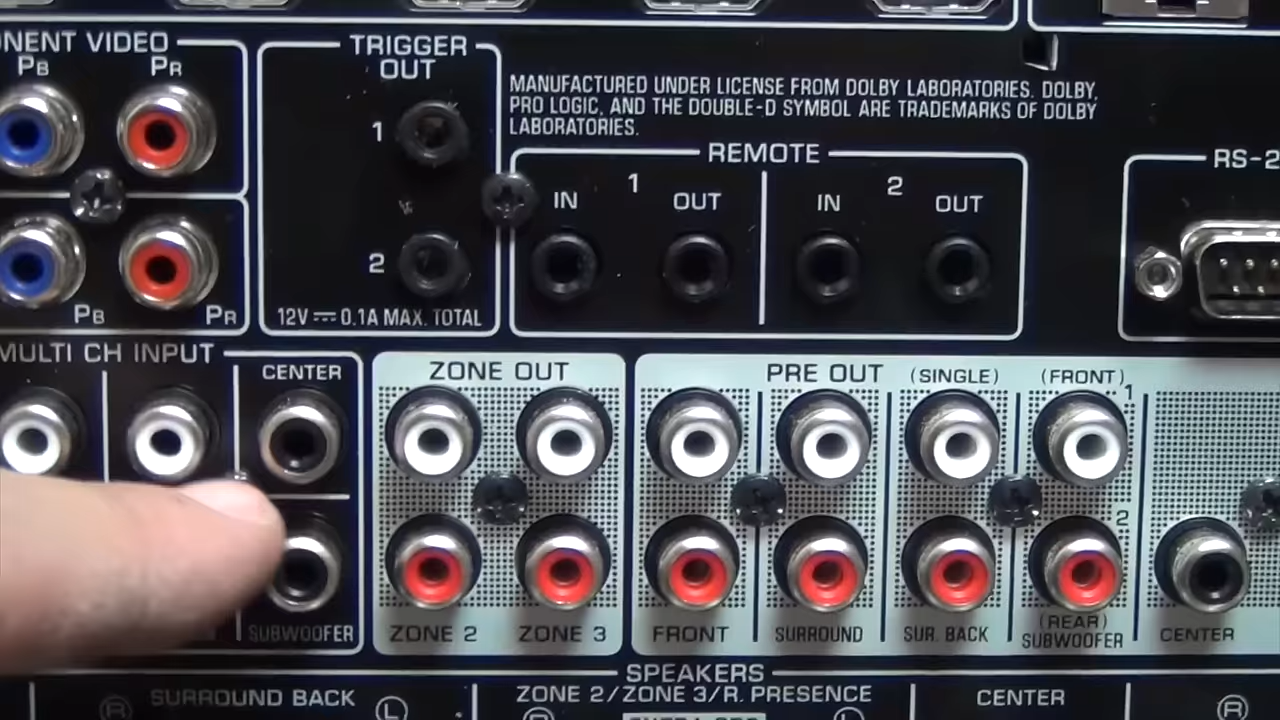 NENT VIDEO
PB PR
TRIGGER
OUT
1
2
12V 0.1A MAX. TOTAL
PB PR
MANUFACTURED UNDER LICENSE FROM DOLBY LABORATORIES. DOLBY,
PRO LOGIC, AND THE DOUBLE-D SYMBOL ARE TRADEMARKS OF DOLBY
LABORATORIES.
REMOTE
IN 1 OUT IN 2 OUT
RS-2
MULTI CH INPUT
CENTER
SUBWOOFER
ZONE OUT
ZONE 2 ZONE 3
PRE OUT (SINGLE) (FRONT)
1
2
FRONT SURROUND SUR. BACK (REAR)
SUBWOOFER
CENTER
SPEAKERS
SURROUND BACK ZONE 2/ZONE 3/R. PRESENCE CENTER
R L R L R